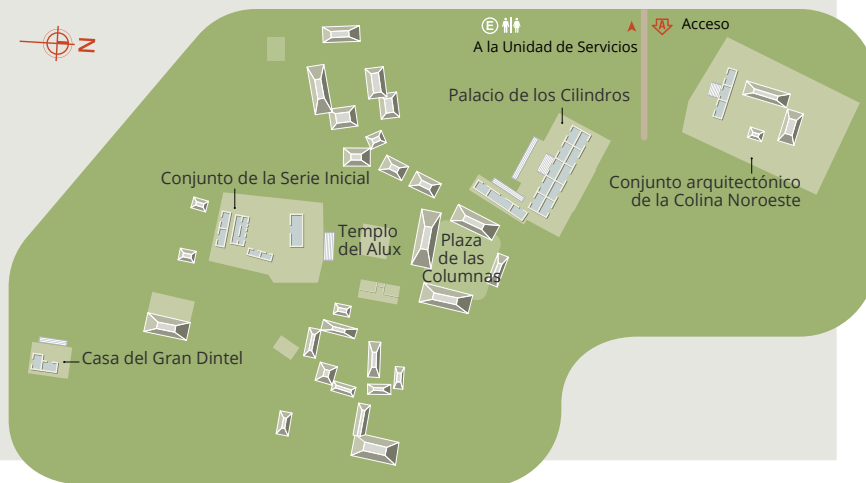 E
A
Acceso
A la Unidad de Servicios
N
Palacio de los Cilindros
Conjunto de la Serie Inicial
Conjunto arquitectónico
de la Colina Noroeste
Templo
del Alux
Plaza
de las
Columnas
Casa del Gran Dintel